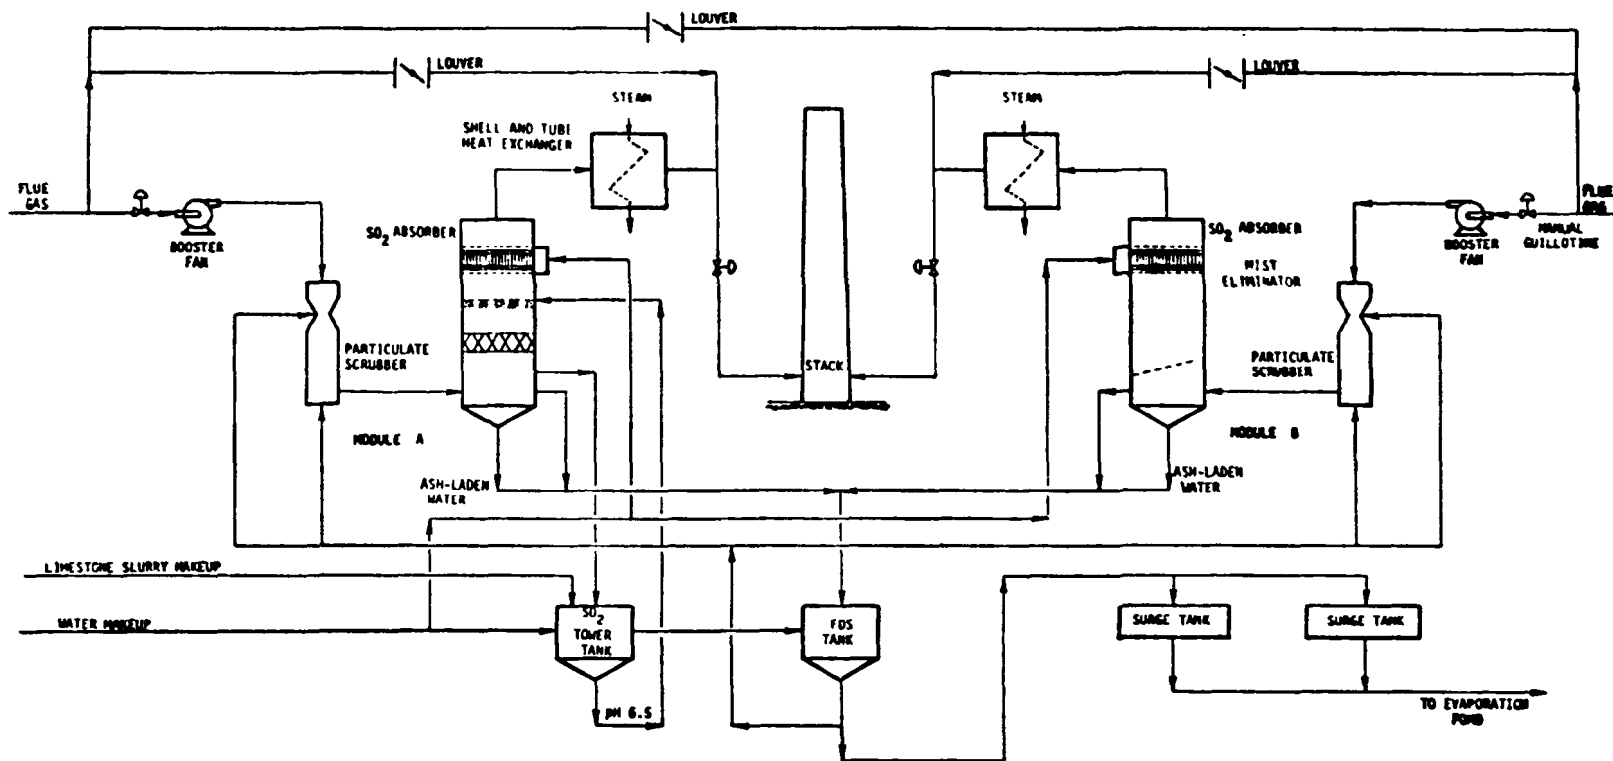 LOUVER
LOUVER
LOUVER
STEAM
STEAM
SHELL AND TUBE
HEAT EXCHANGER
FLUE
GAS
FLUE
GAS
BOOSTER
FAN
SO2 ABSORBER
SO2 ABSORBER
BOOSTER
FAN
MANUAL
GUILLOTINE
MIST
ELIMINATOR
PARTICULATE
SCRUBBER
STACK
PARTICULATE
SCRUBBER
MODULE A
MODULE B
ASH-LADEN
WATER
ASH-LADEN
WATER
LIMESTONE SLURRY MAKEUP
WATER MAKEUP
SO2
TOWER
TANK
FDS
TANK
SURGE TANK
SURGE TANK
pH 6.5
TO EVAPORATION
POND